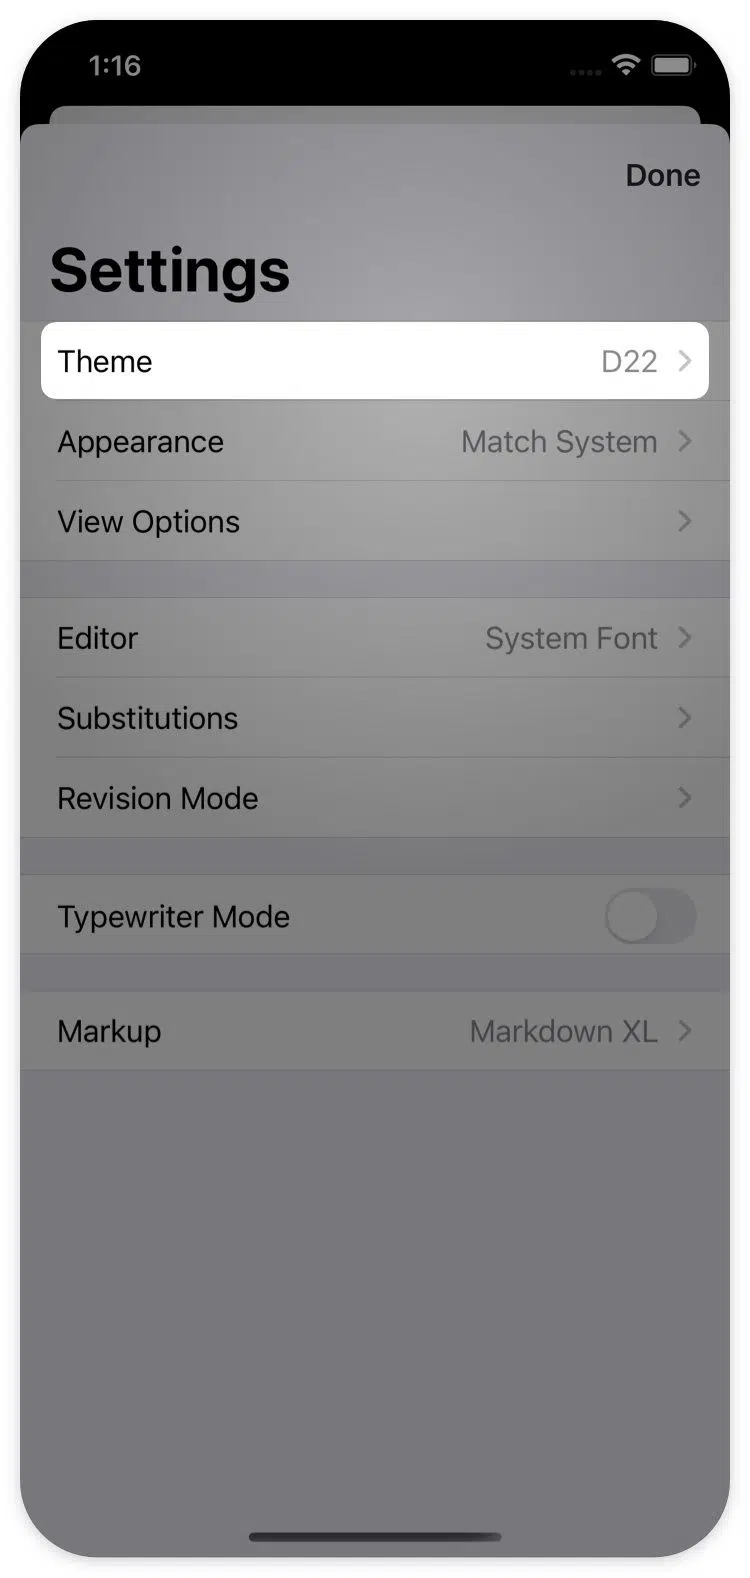 1:16
Done
Settings
Theme D22
Appearance Match System
View Options
Editor System Font
Substitutions
Revision Mode
Typewriter Mode
Markup Markdown XL